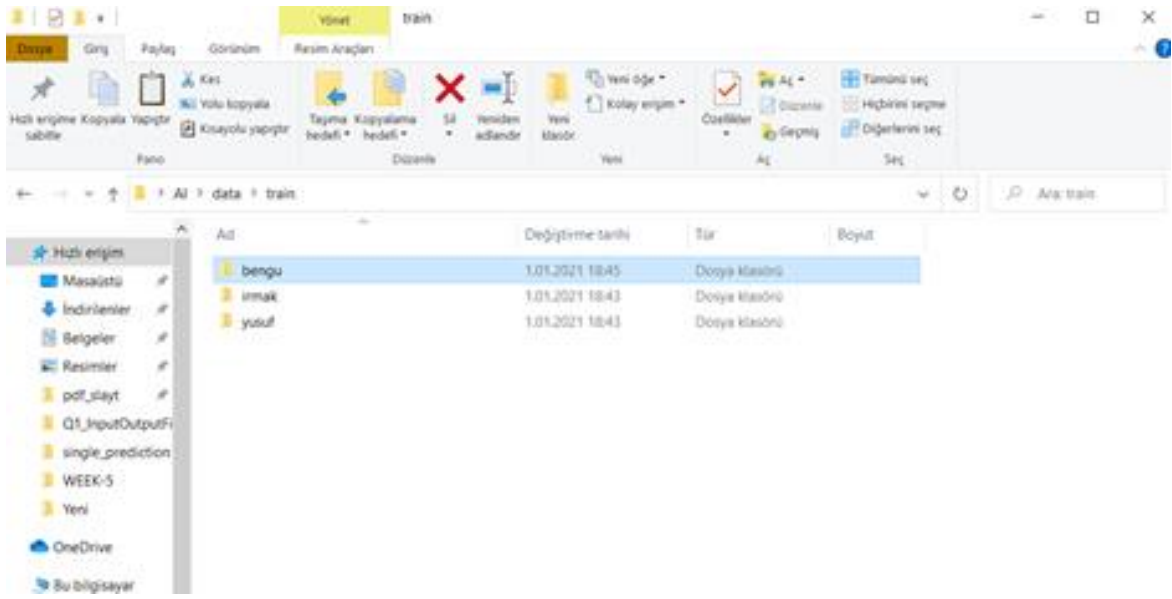 Yönet train
Dosya Giriş Paylaş Görünüm Resim Araçları
Hızlı erişime sabitle
Kopyala
Yapıştır
Kes
Yolu kopyala
Kısayolu yapıştır
Pano
Taşıma hedefi
Kopyalama hedefi
Sil
Yeniden adlandır
Düzenle
Yeni klasör
Yeni öğe
Kolay erişim
Yeni
Özellikler
Aç
Düzenle
Geçmiş
Aç
Tümünü seç
Hiçbirini seçme
Diğerlerini seç
Seç
AI data train
Ara: train
Ad Değiştirme tarihi Tür Boyut
bengu 1.01.2021 18:45 Dosya klasörü
irmak 1.01.2021 18:43 Dosya klasörü
yusuf 1.01.2021 18:43 Dosya klasörü
Hızlı erişim
Masaüstü
İndirilenler
Belgeler
Resimler
pdf_slayt
Q1_InputOutputFi
single_prediction
WEEK-5
Yeni
OneDrive
Bu bilgisayar